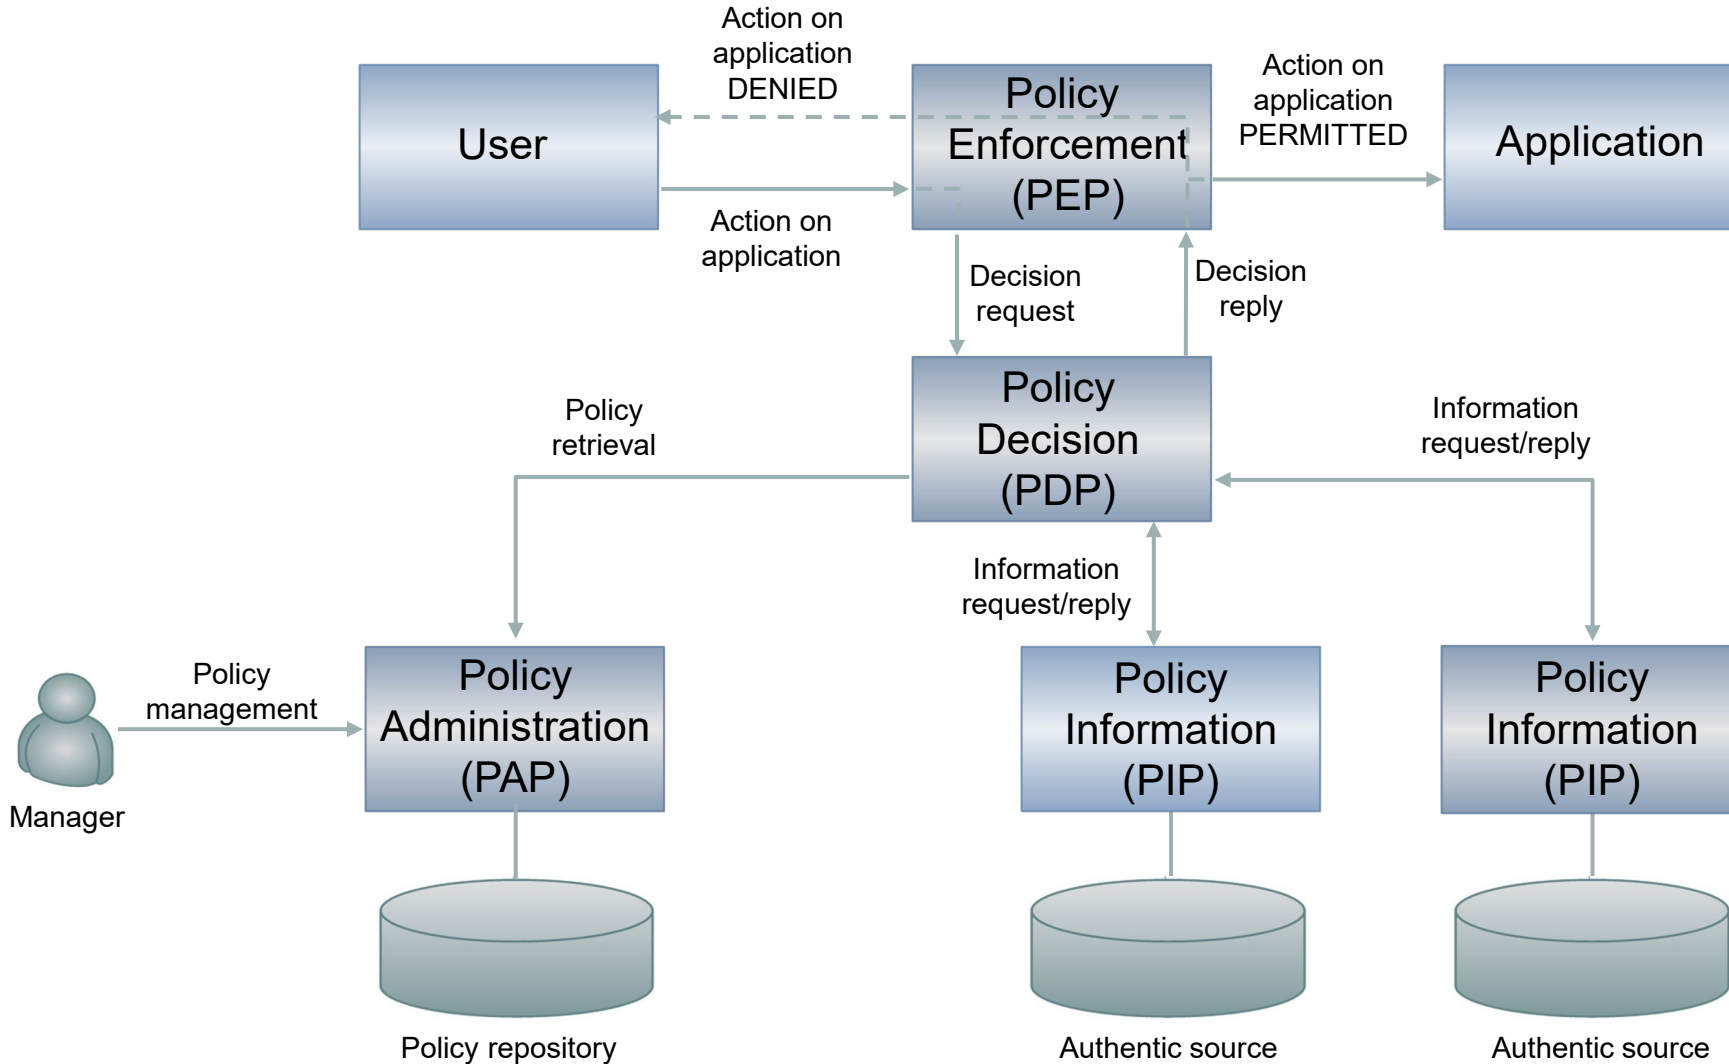 Action on
application
DENIED
User
Policy
Enforcement
(PEP)
Action on
application
PERMITTED
Application
Action on
application
Decision
request
Decision
reply
Policy
retrieval
Policy
Decision
(PDP)
Information
request/reply
Information
request/reply
Policy
management
Manager
Policy
Administration
(PAP)
Policy
Information
(PIP)
Policy
Information
(PIP)
Policy repository
Authentic source
Authentic source